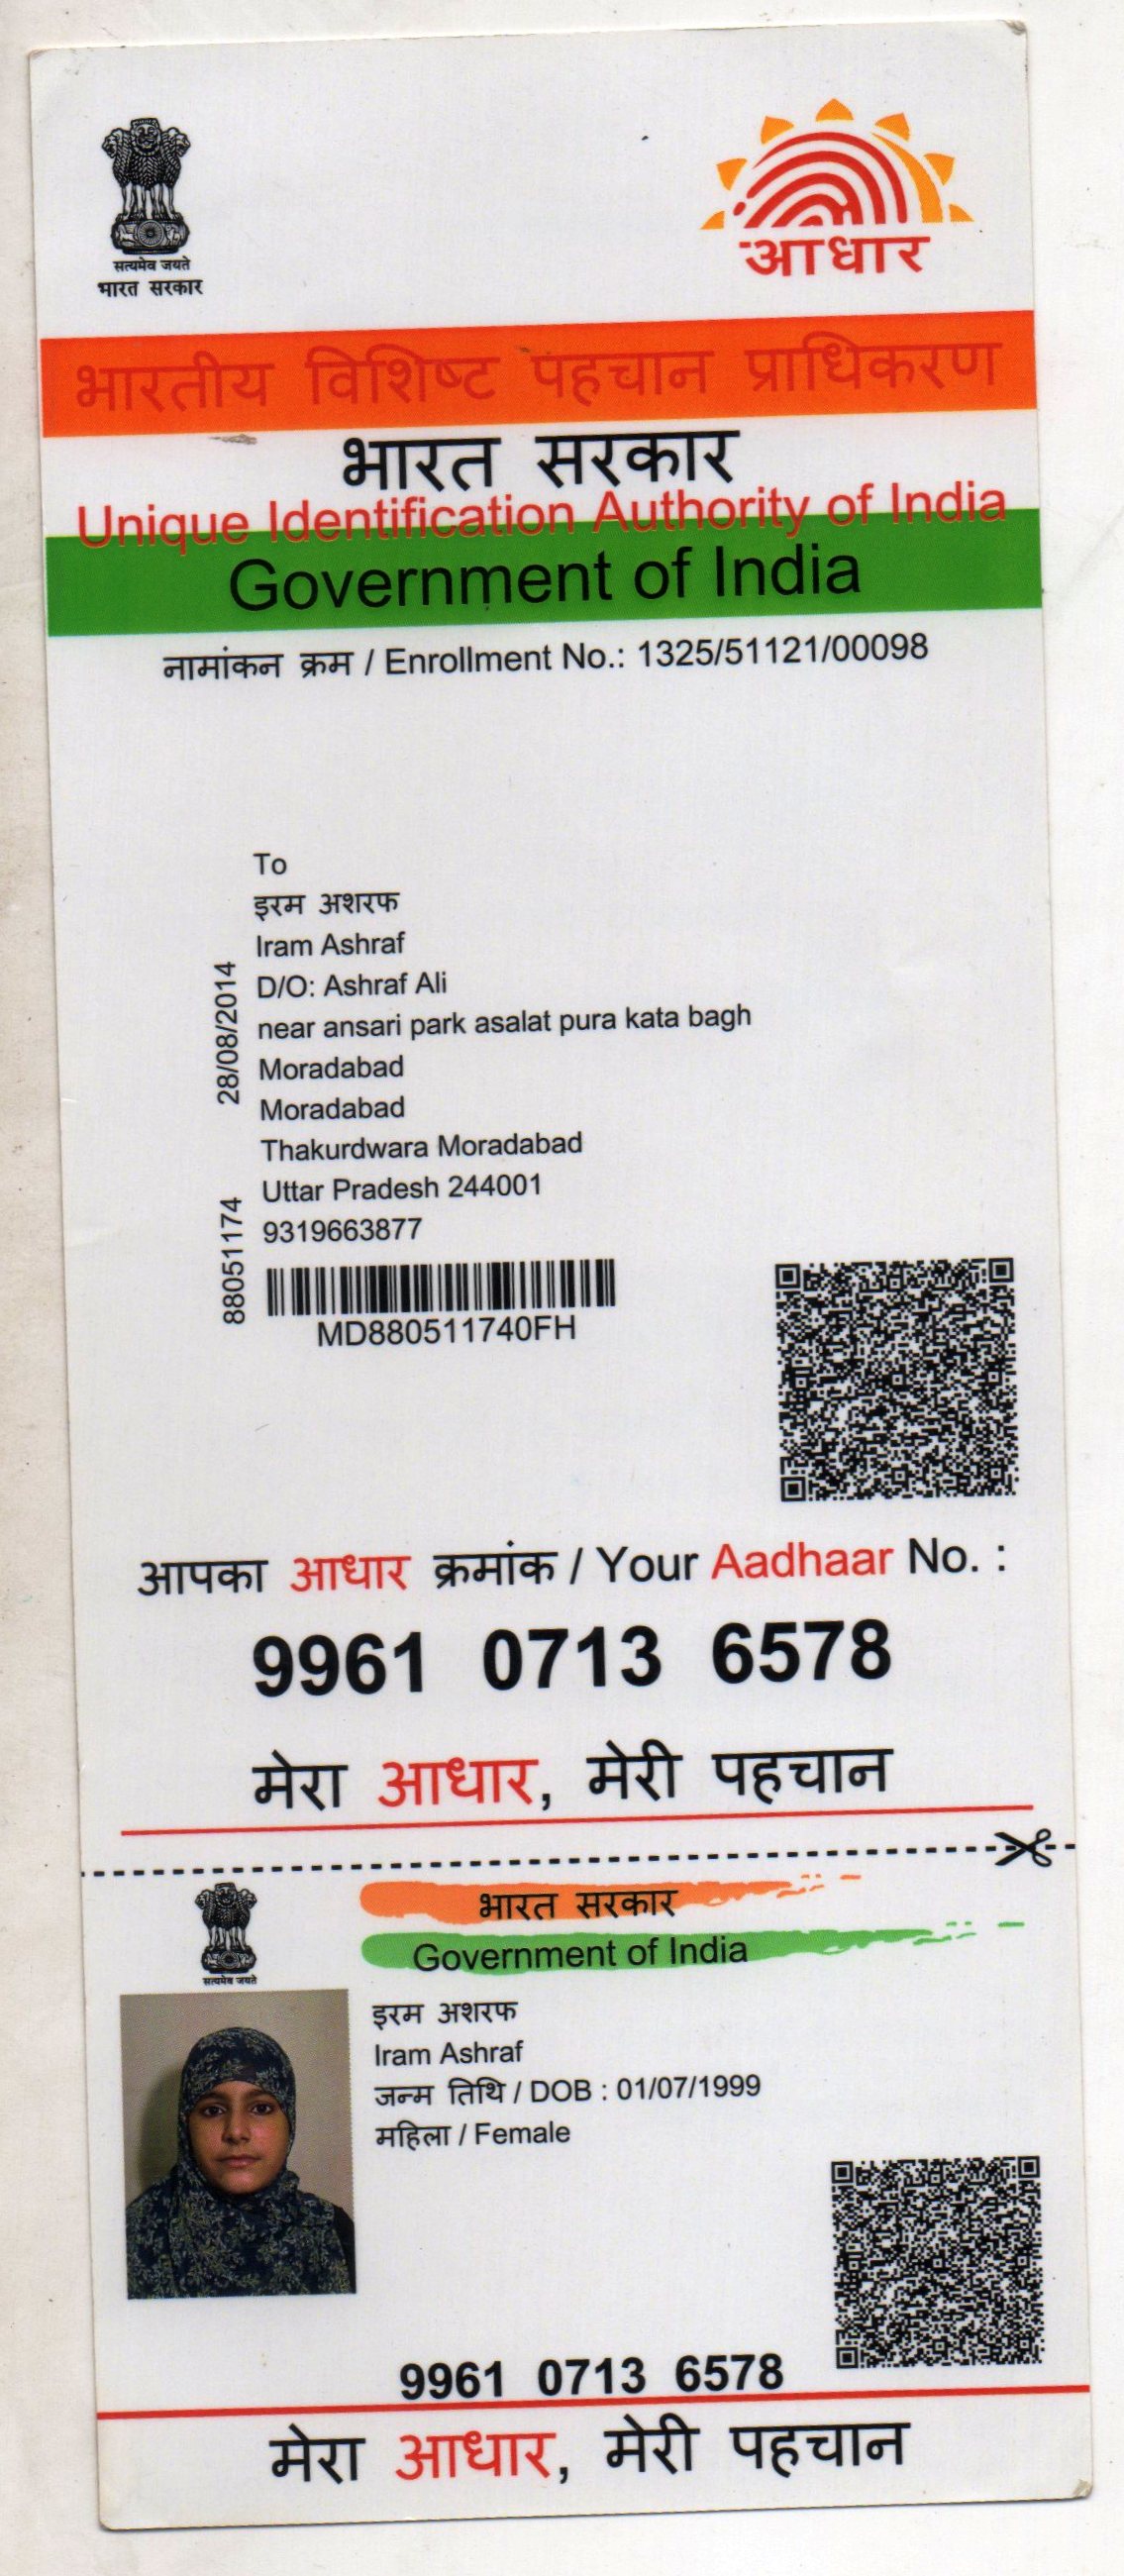 सत्यमेव जयते
भारत सरकार
आधार
भारतीय विशिष्ट पहचान प्राधिकरण
भारत सरकार
Unique Identification Authority of India
Government of India
नामांकन क्रम / Enrollment No.: 1325/51121/00098
To
इरम अशरफ
Iram Ashraf
D/O: Ashraf Ali
near ansari park asalat pura kata bagh
Moradabad
Moradabad
Thakurdwara Moradabad
Uttar Pradesh 244001
9319663877
28/08/2014
88051174
MD880511740FH
आपका आधार क्रमांक / Your Aadhaar No. :
9961 0713 6578
मेरा आधार, मेरी पहचान
भारत सरकार
Government of India
सत्यमेव जयते
इरम अशरफ
Iram Ashraf
जन्म तिथि / DOB : 01/07/1999
महिला / Female
9961 0713 6578
मेरा आधार, मेरी पहचान